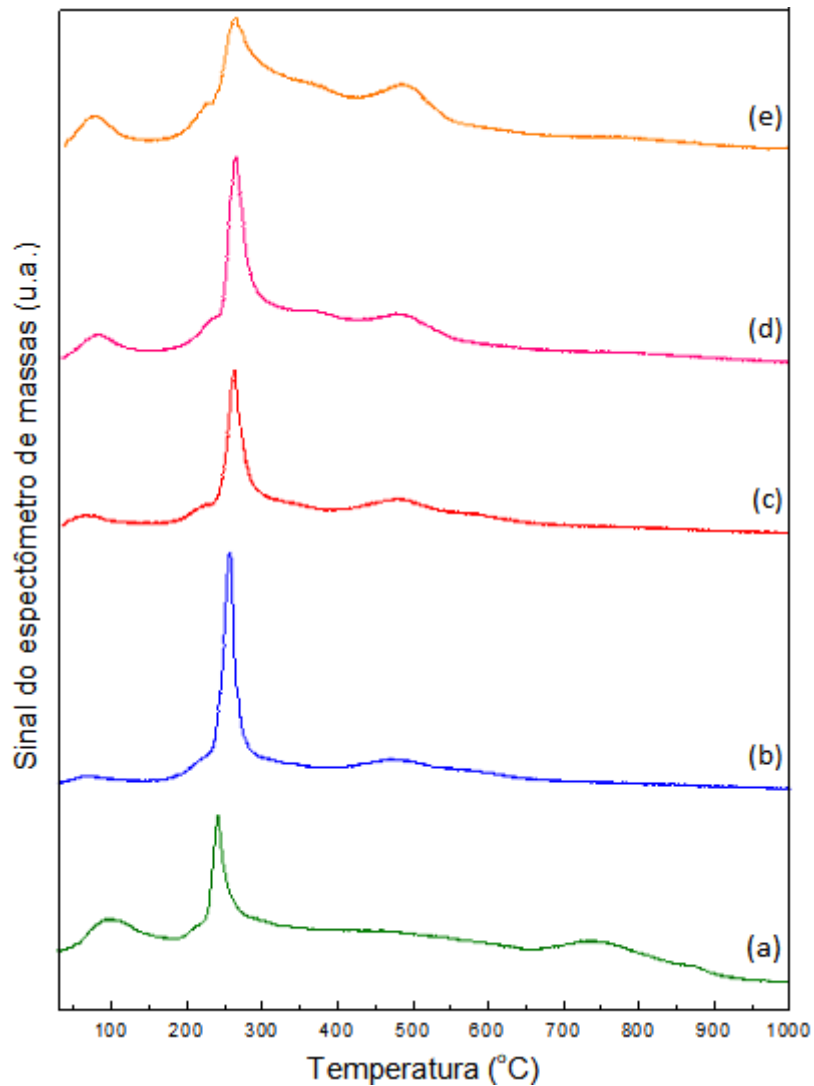 (e)
(d)
(c)
(b)
(a)
Sinal do espectômetro de massas (u.a.)
100 200 300 400 500 600 700 800 900 1000
Temperatura (°C)